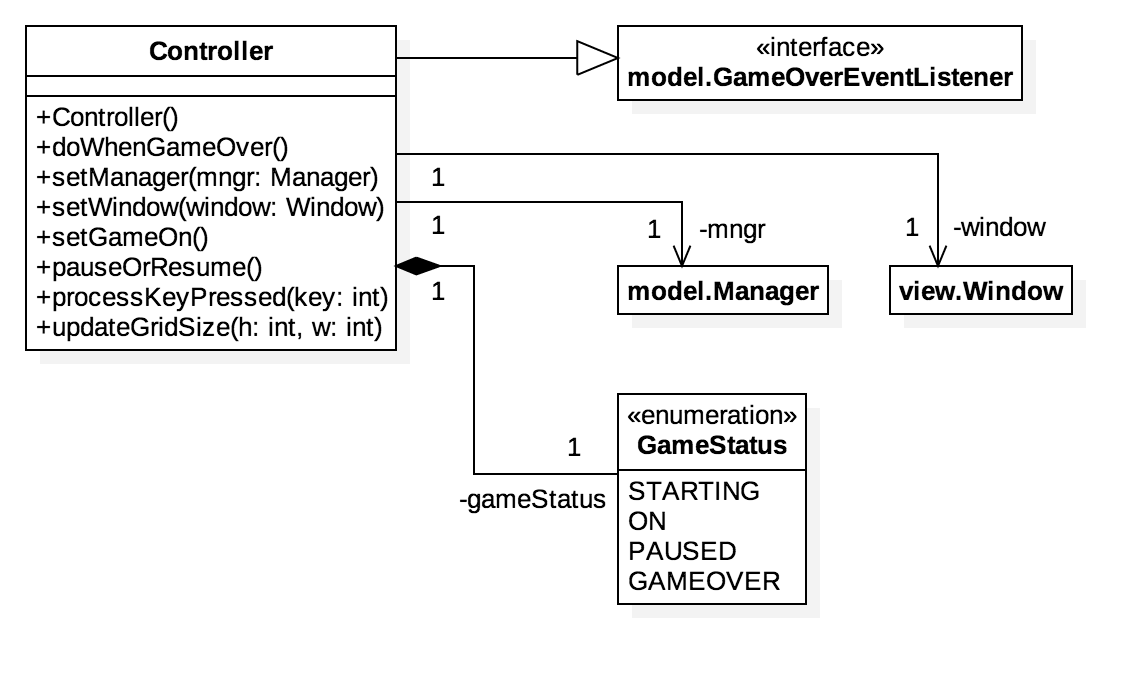 Controller
+Controller()
+doWhenGameOver()
+setManager(mngr: Manager)
+setWindow(window: Window)
+setGameOn()
+pauseOrResume()
+processKeyPressed(key: int)
+updateGridSize(h: int, w: int)
«interface»
model.GameOverEventListener
1
1
1
1
-mngr
1
-window
model.Manager
view.Window
1
-gameStatus
«enumeration»
GameStatus
STARTING
ON
PAUSED
GAMEOVER